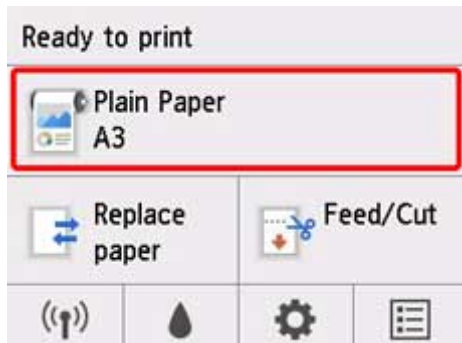 Ready to print
Plain Paper
A3
Replace
paper
Feed/Cut